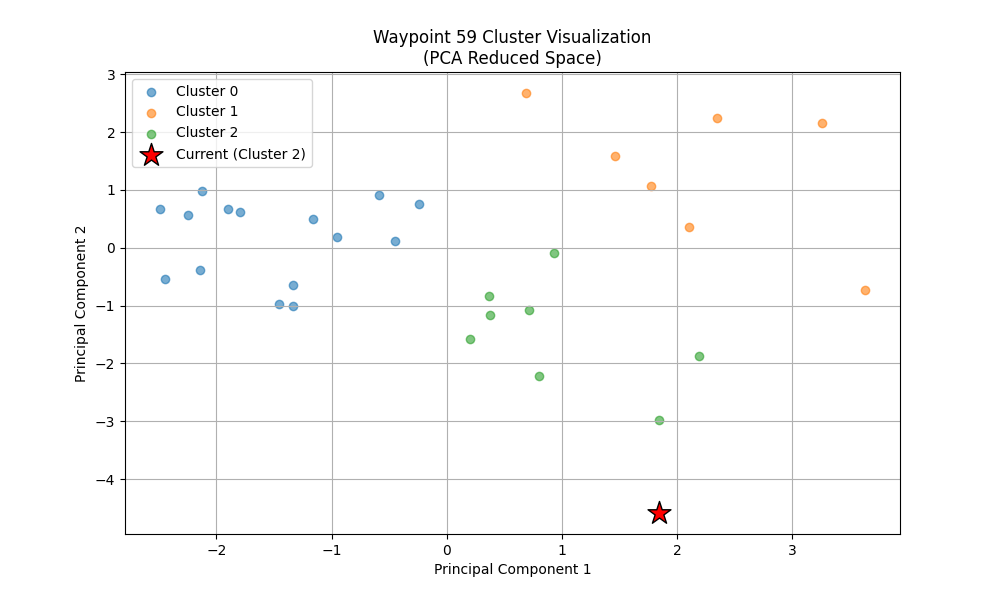 Waypoint 59 Cluster Visualization
(PCA Reduced Space)
Cluster 0
Cluster 1
Cluster 2
Current (Cluster 2)
3
2
1
0
−1
−2
−3
−4
Principal Component 2
−2
−1
0
1
2
3
Principal Component 1